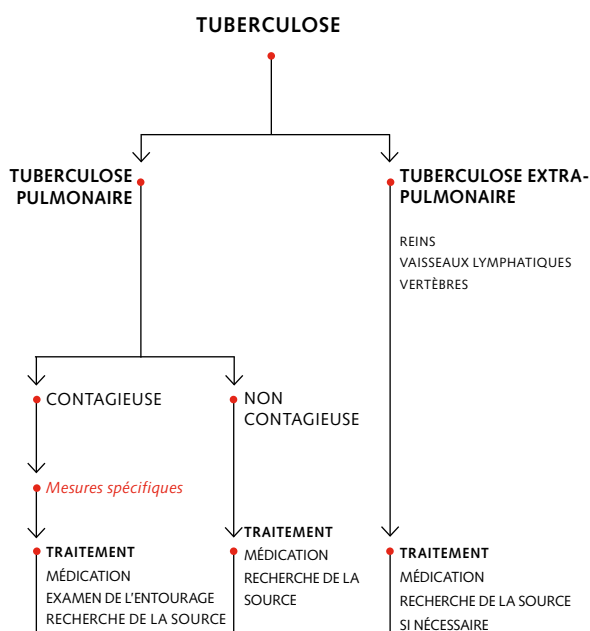 TUBERCULOSE
TUBERCULOSE
PULMONAIRE
TUBERCULOSE EXTRA-
PULMONAIRE
REINS
VAISSEAUX LYMPHATIQUES
VERTÈBRES
CONTAGIEUSE
NON
CONTAGIEUSE
Mesures spécifiques
TRAITEMENT
MÉDICATION
EXAMEN DE L’ENTOURAGE
RECHERCHE DE LA SOURCE
TRAITEMENT
MÉDICATION
RECHERCHE DE LA
SOURCE
TRAITEMENT
MÉDICATION
RECHERCHE DE LA SOURCE
SI NÉCESSAIRE